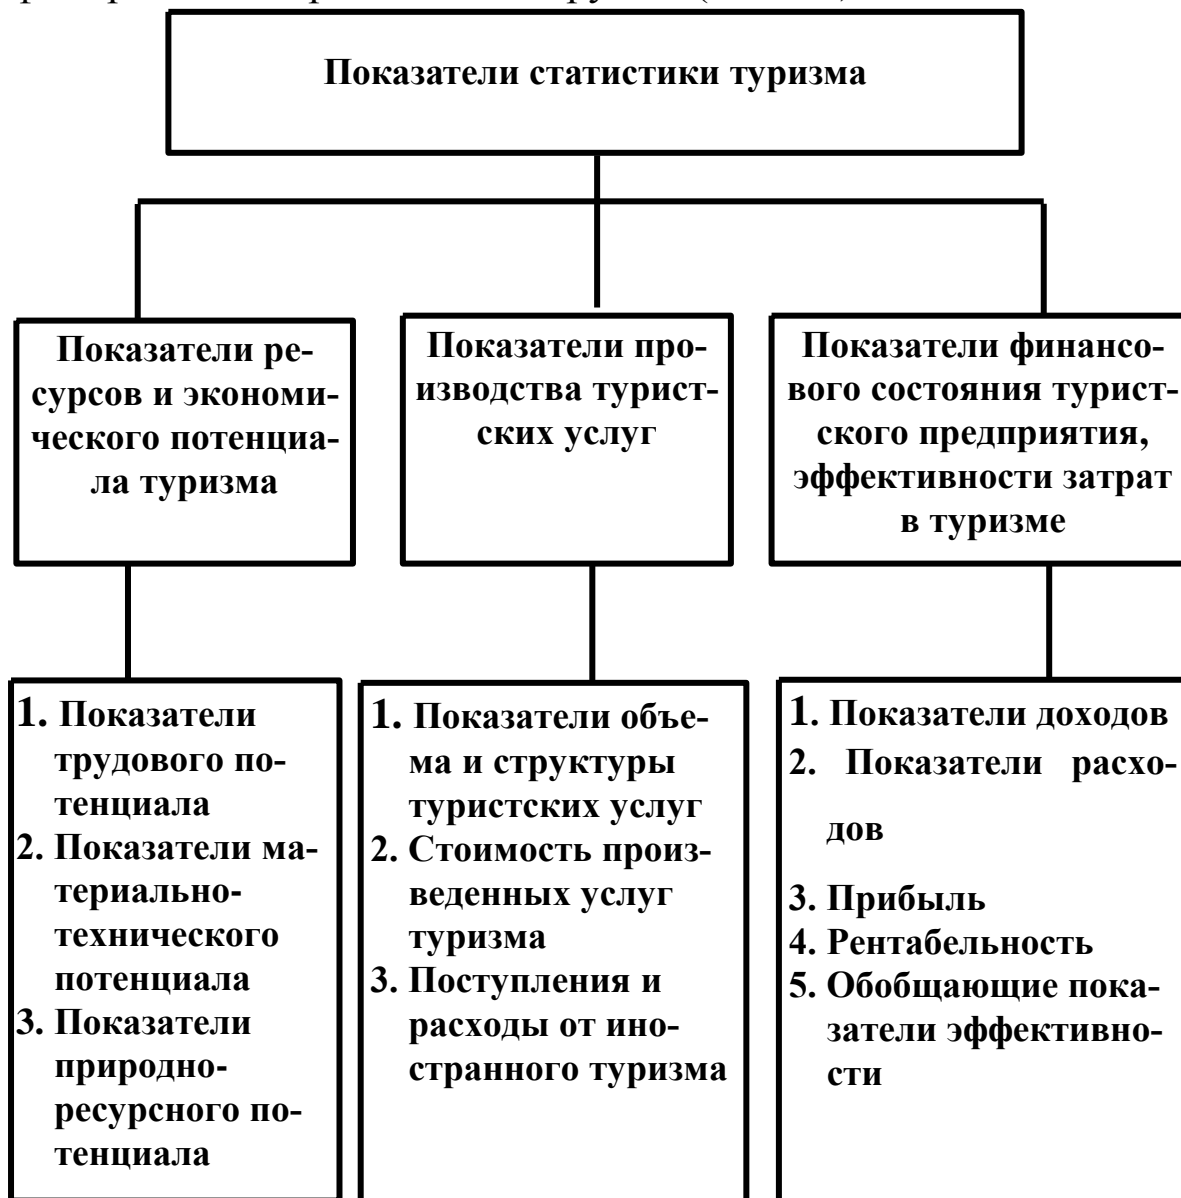 Показатели статистики туризма
Показатели ре-
сурсов и экономи-
ческого потенциа-
ла туризма
Показатели про-
изводства турист-
ских услуг
Показатели финансо-
вого состояния турист-
ского предприятия,
эффективности затрат
в туризме
1. Показатели
трудового по-
тенциала
2. Показатели ма-
териально-
технического
потенциала
3. Показатели
природно-
ресурсного по-
тенциала
1. Показатели объе-
ма и структуры
туристских услуг
2. Стоимость произ-
веденных услуг
туризма
3. Поступления и
расходы от ино-
странного туризма
1. Показатели доходов
2. Показатели расхо-
дов
3. Прибыль
4. Рентабельность
5. Обобщающие пока-
затели эффективно-
сти